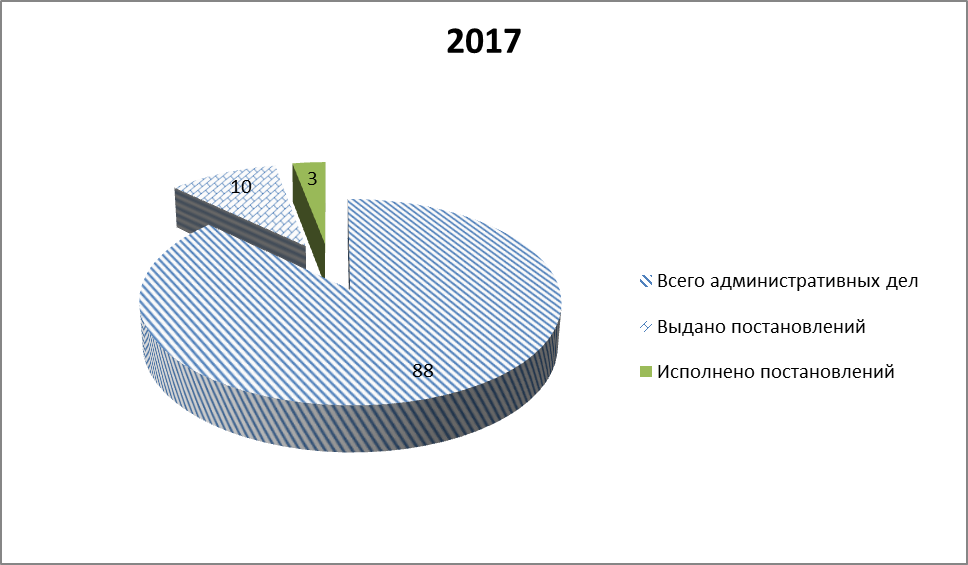 2017
10
3
88
Всего административных дел
Выдано постановлений
Исполнено постановлений